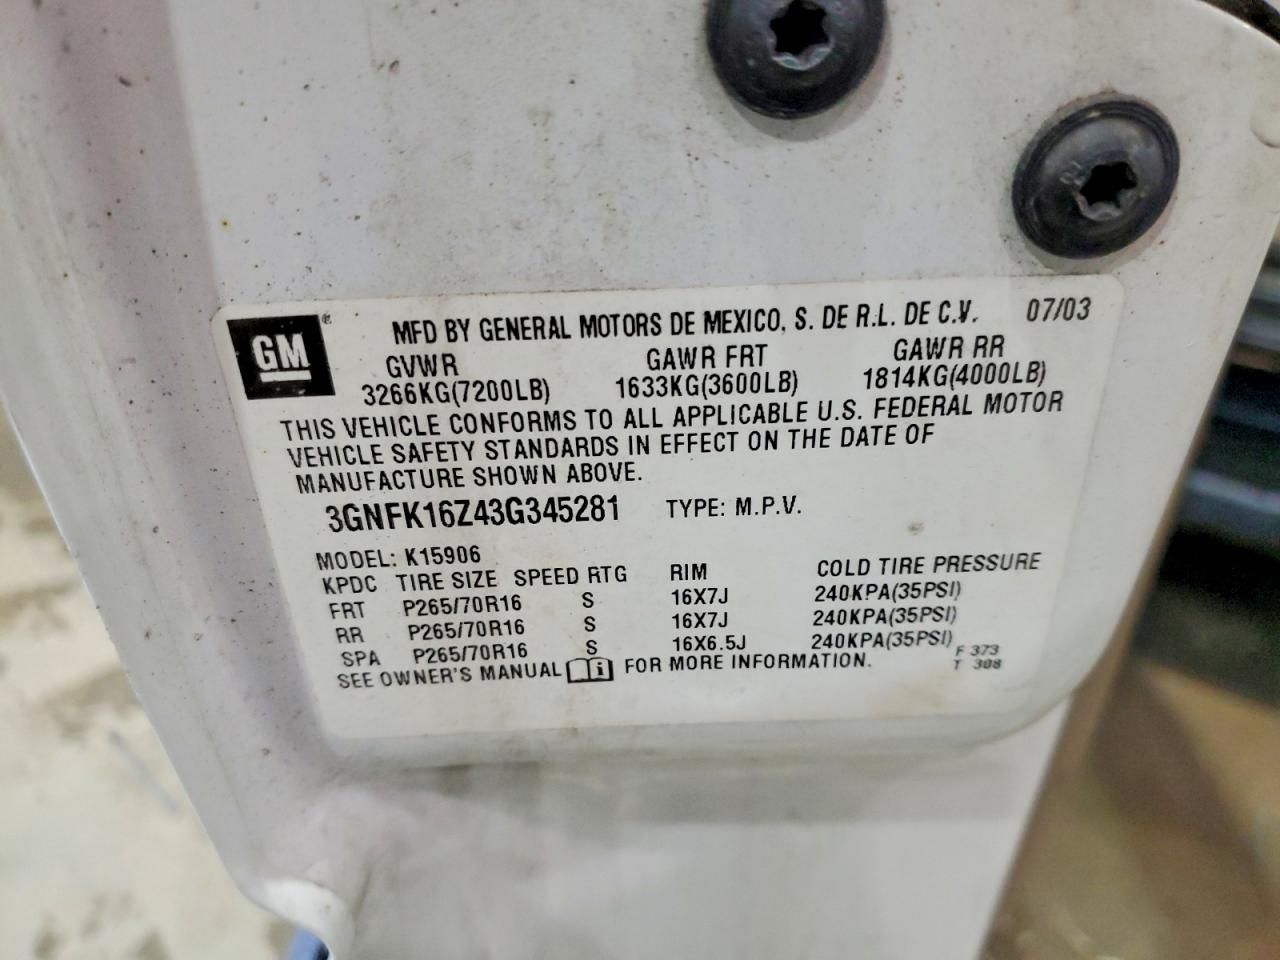 GM ® MFD BY GENERAL MOTORS DE MEXICO, S. DE R.L. DE C.V. 07/03
GVWR GAWR FRT GAWR RR
3266KG(7200LB) 1633KG(3600LB) 1814KG(4000LB)
THIS VEHICLE CONFORMS TO ALL APPLICABLE U.S. FEDERAL MOTOR
VEHICLE SAFETY STANDARDS IN EFFECT ON THE DATE OF
MANUFACTURE SHOWN ABOVE.
3GNFK16Z43G345281 TYPE: M.P.V.
MODEL: K15906
KPDC TIRE SIZE SPEED RTG RIM COLD TIRE PRESSURE
FRT P265/70R16 S 16X7J 240KPA(35PSI)
RR P265/70R16 S 16X7J 240KPA(35PSI)
SPA P265/70R16 S 16X6.5J 240KPA(35PSI) F 373
SEE OWNER'S MANUAL FOR MORE INFORMATION. T 308